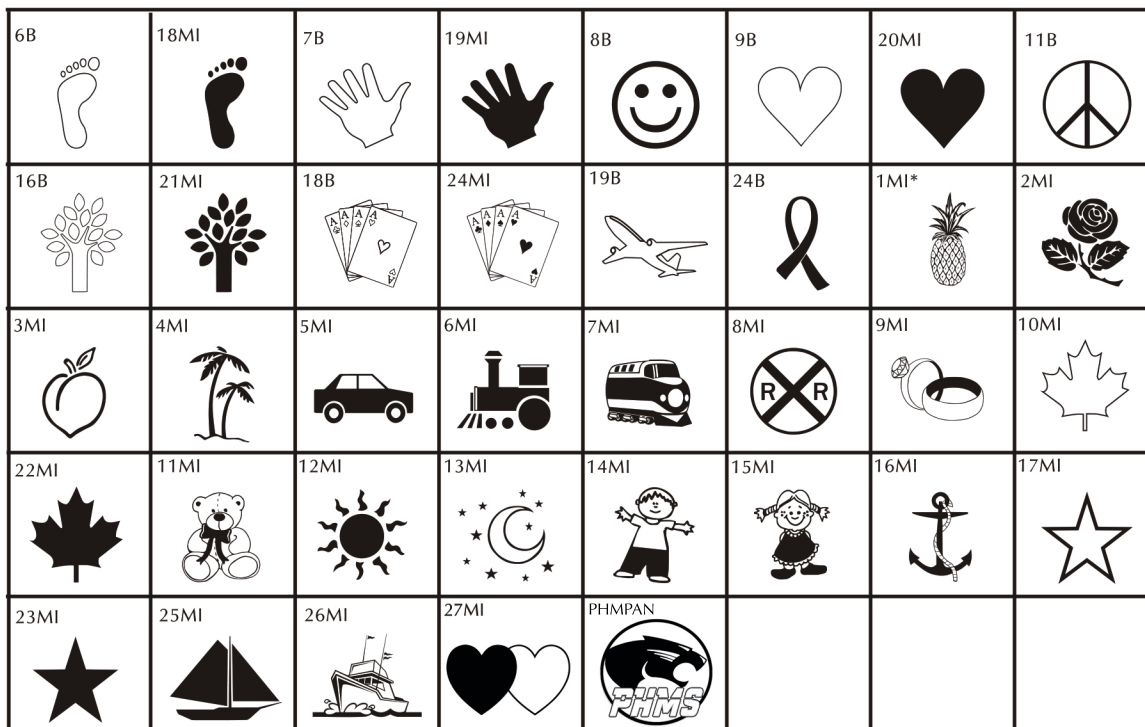 6B 18MI 7B 19MI 8B 9B 20MI 11B
16B 21MI 18B 24MI 19B 24B 1MI* 2MI
A A A A A
A A A A A
3MI 4MI 5MI 6MI 7MI 8MI 9MI 10MI
R R
22MI 11MI 12MI 13MI 14MI 15MI 16MI 17MI
23MI 25MI 26MI 27MI PHMPAN
PHMS